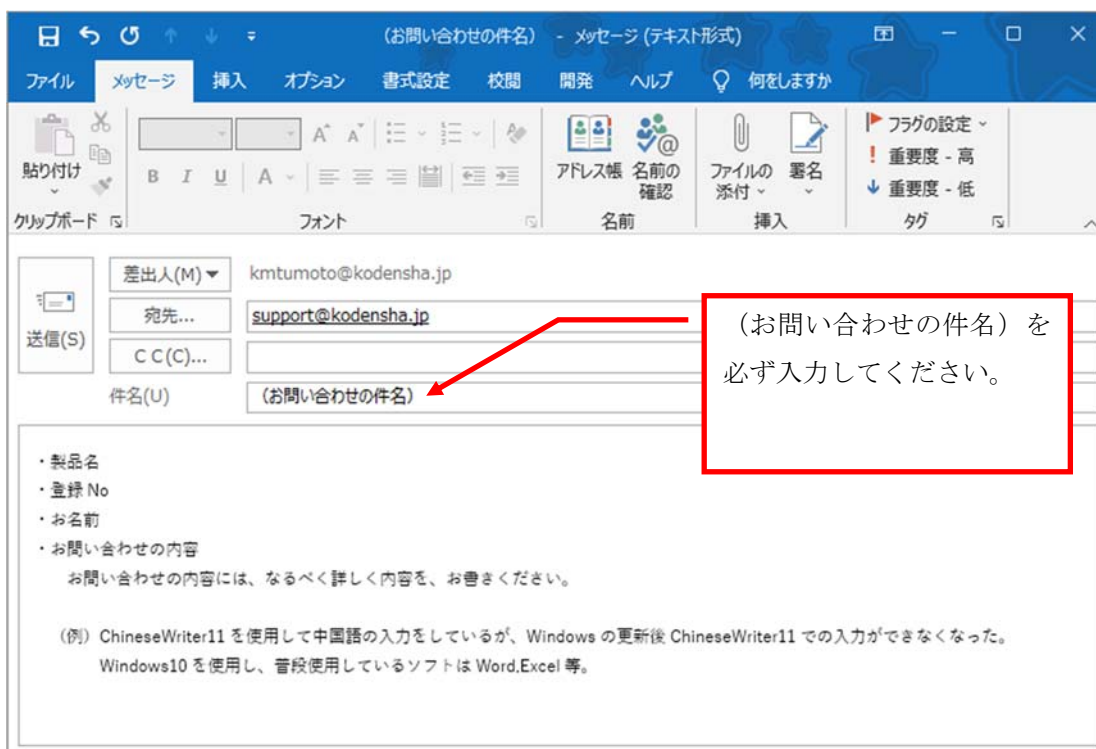 (お問い合わせの件名) - メッセージ (テキスト形式)
ファイル メッセージ 挿入 オプション 書式設定 校閲 開発 ヘルプ 何をしますか
貼り付け
クリップボード
B I U A
フォント
アドレス帳 名前の確認
名前
ファイルの添付 署名
挿入
フラグの設定
! 重要度 - 高
重要度 - 低
タグ
送信(S)
差出人(M) kmtumoto@kodensha.jp
宛先... support@kodensha.jp
C C(C)...
件名(U) (お問い合わせの件名)
(お問い合わせの件名)を
必ず入力してください。
・製品名
・登録 No
・お名前
・お問い合わせの内容
お問い合わせの内容には、なるべく詳しく内容を、お書きください。
(例) ChineseWriter11 を使用して中国語の入力をしているが、Windows の更新後 ChineseWriter11 での入力ができなくなった。
Windows10 を使用し、普段使用しているソフトは Word,Excel 等。